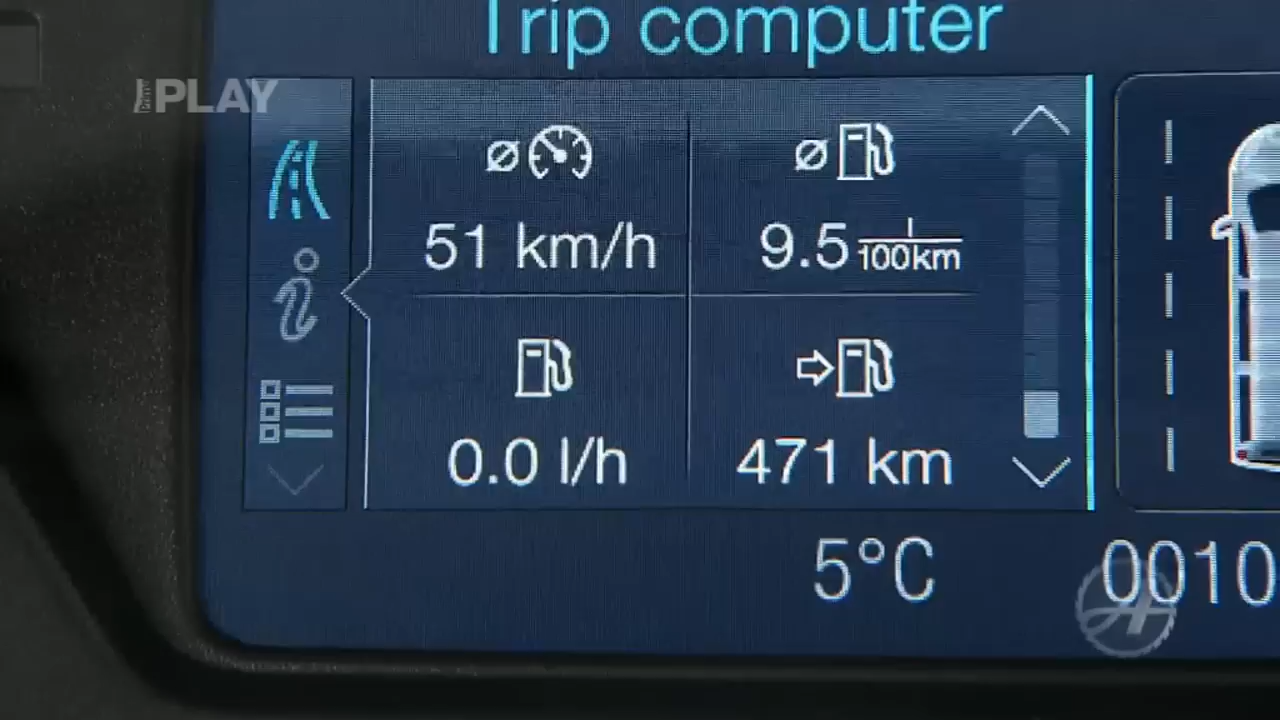 Trip computer
PLAY
Ø Ø
51 km/h 9.5 l/100km
0.0 l/h 471 km
5°C 0010